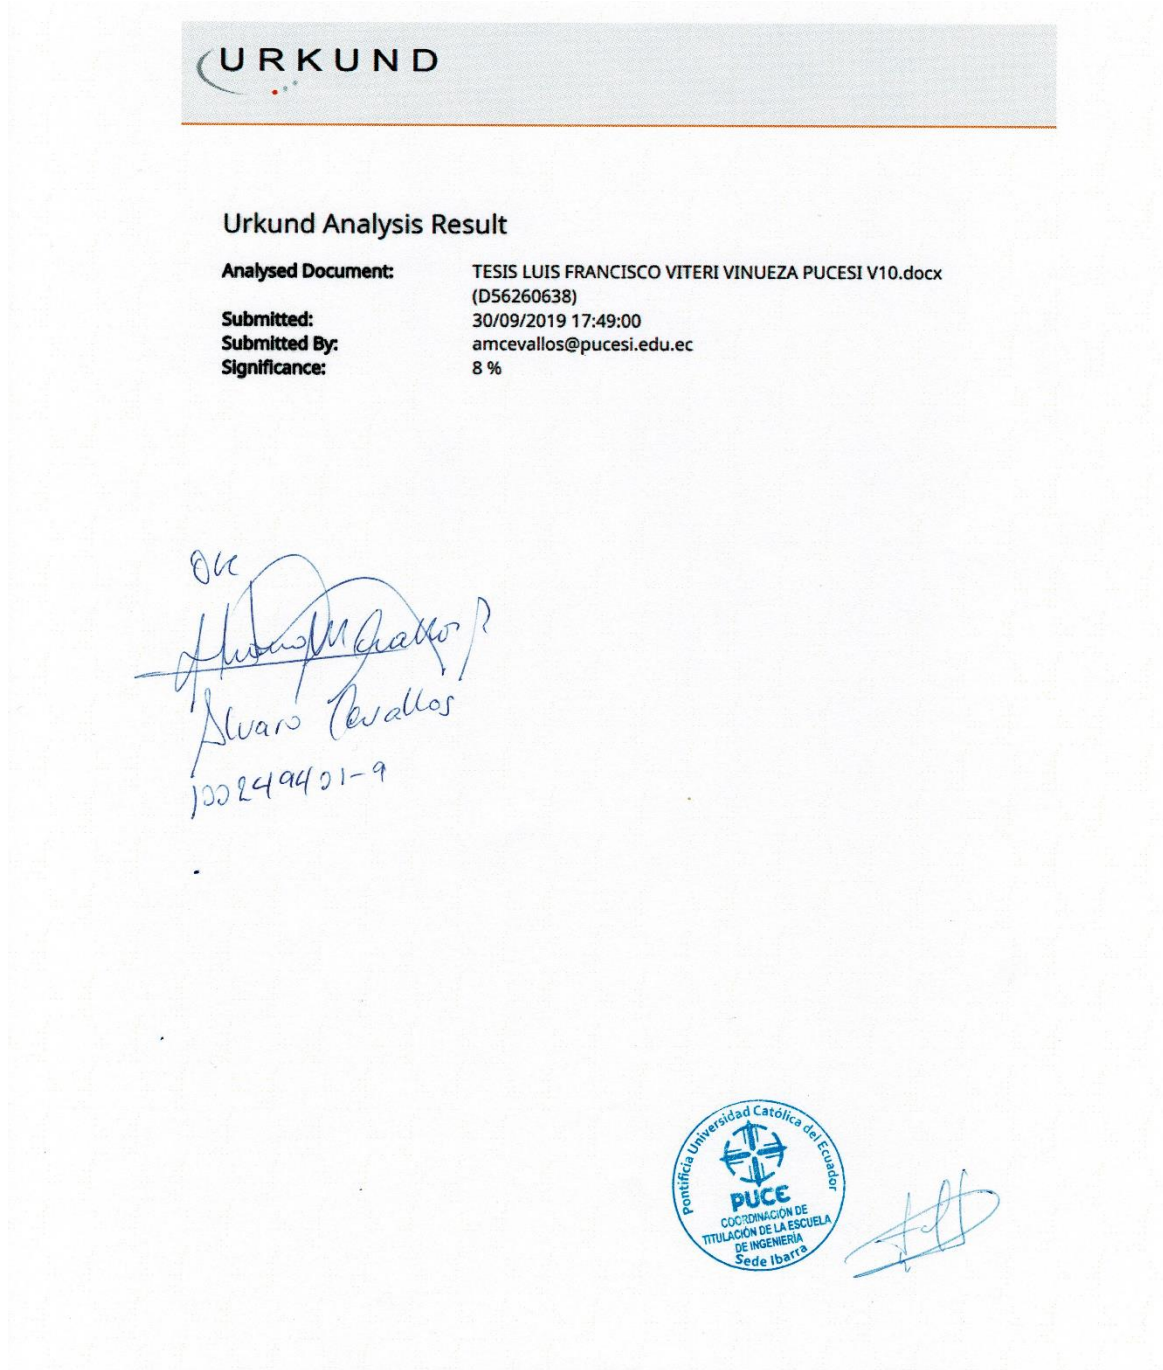 URKUND
Urkund Analysis Result
Analysed Document: TESIS LUIS FRANCISCO VITERI VINUEZA PUCESI V10.docx
(D56260638)
Submitted: 30/09/2019 17:49:00
Submitted By: amcevallos@pucesi.edu.ec
Significance: 8 %
OK
Alvaro Cevallos
100249401-9
Pontificia Universidad Católica del Ecuador
PUCE
COORDINACIÓN DE
TITULACIÓN DE LA ESCUELA
DE INGENIERÍA
Sede Ibarra